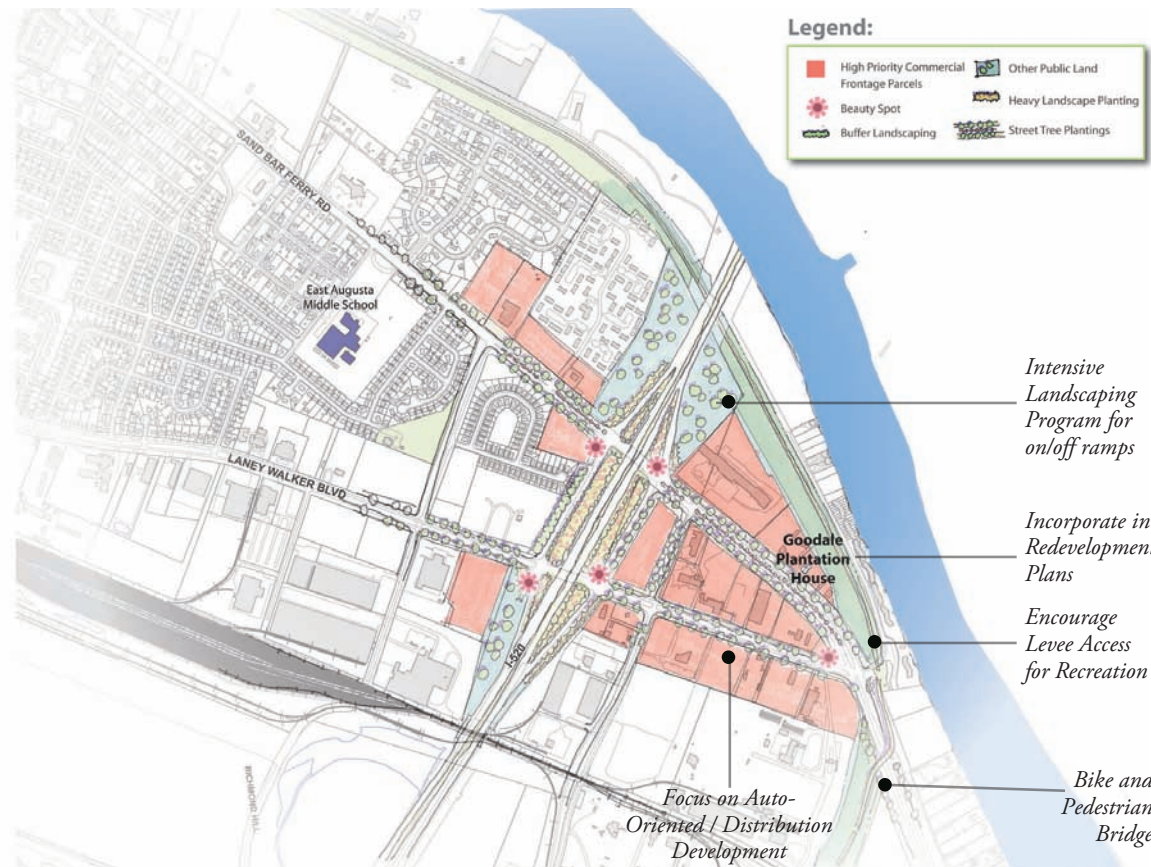 Legend:
High Priority Commercial
Frontage Parcels
Beauty Spot
Buffer Landscaping
Other Public Land
Heavy Landscape Planting
Street Tree Plantings
SAND BAR FERRY RD
East Augusta
Middle School
LANEY WALKER BLVD
I-520
Goodale
Plantation
House
Intensive
Landscaping
Program for
on/off ramps
Incorporate in
Redevelopment
Plans
Encourage
Levee Access
for Recreation
Bike and
Pedestrian
Bridge
Focus on Auto-
Oriented / Distribution
Development
RICHMOND HILL